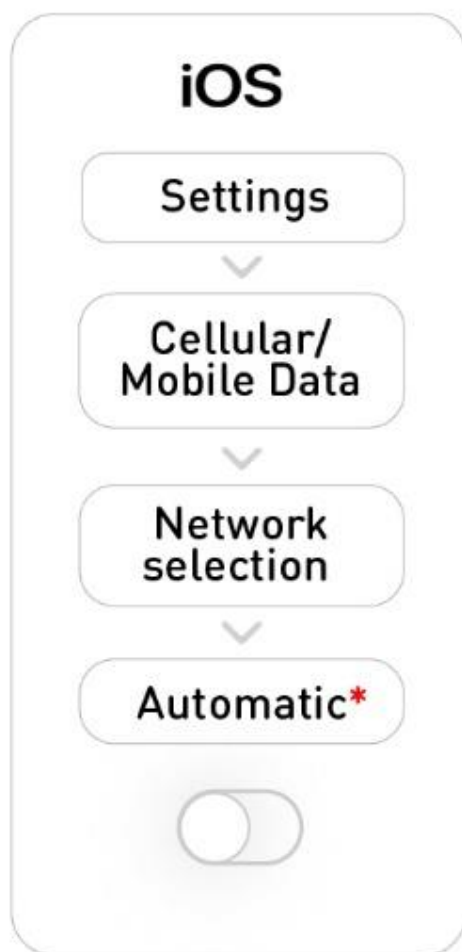 iOS
Settings
Cellular/
Mobile Data
Network
selection
Automatic*